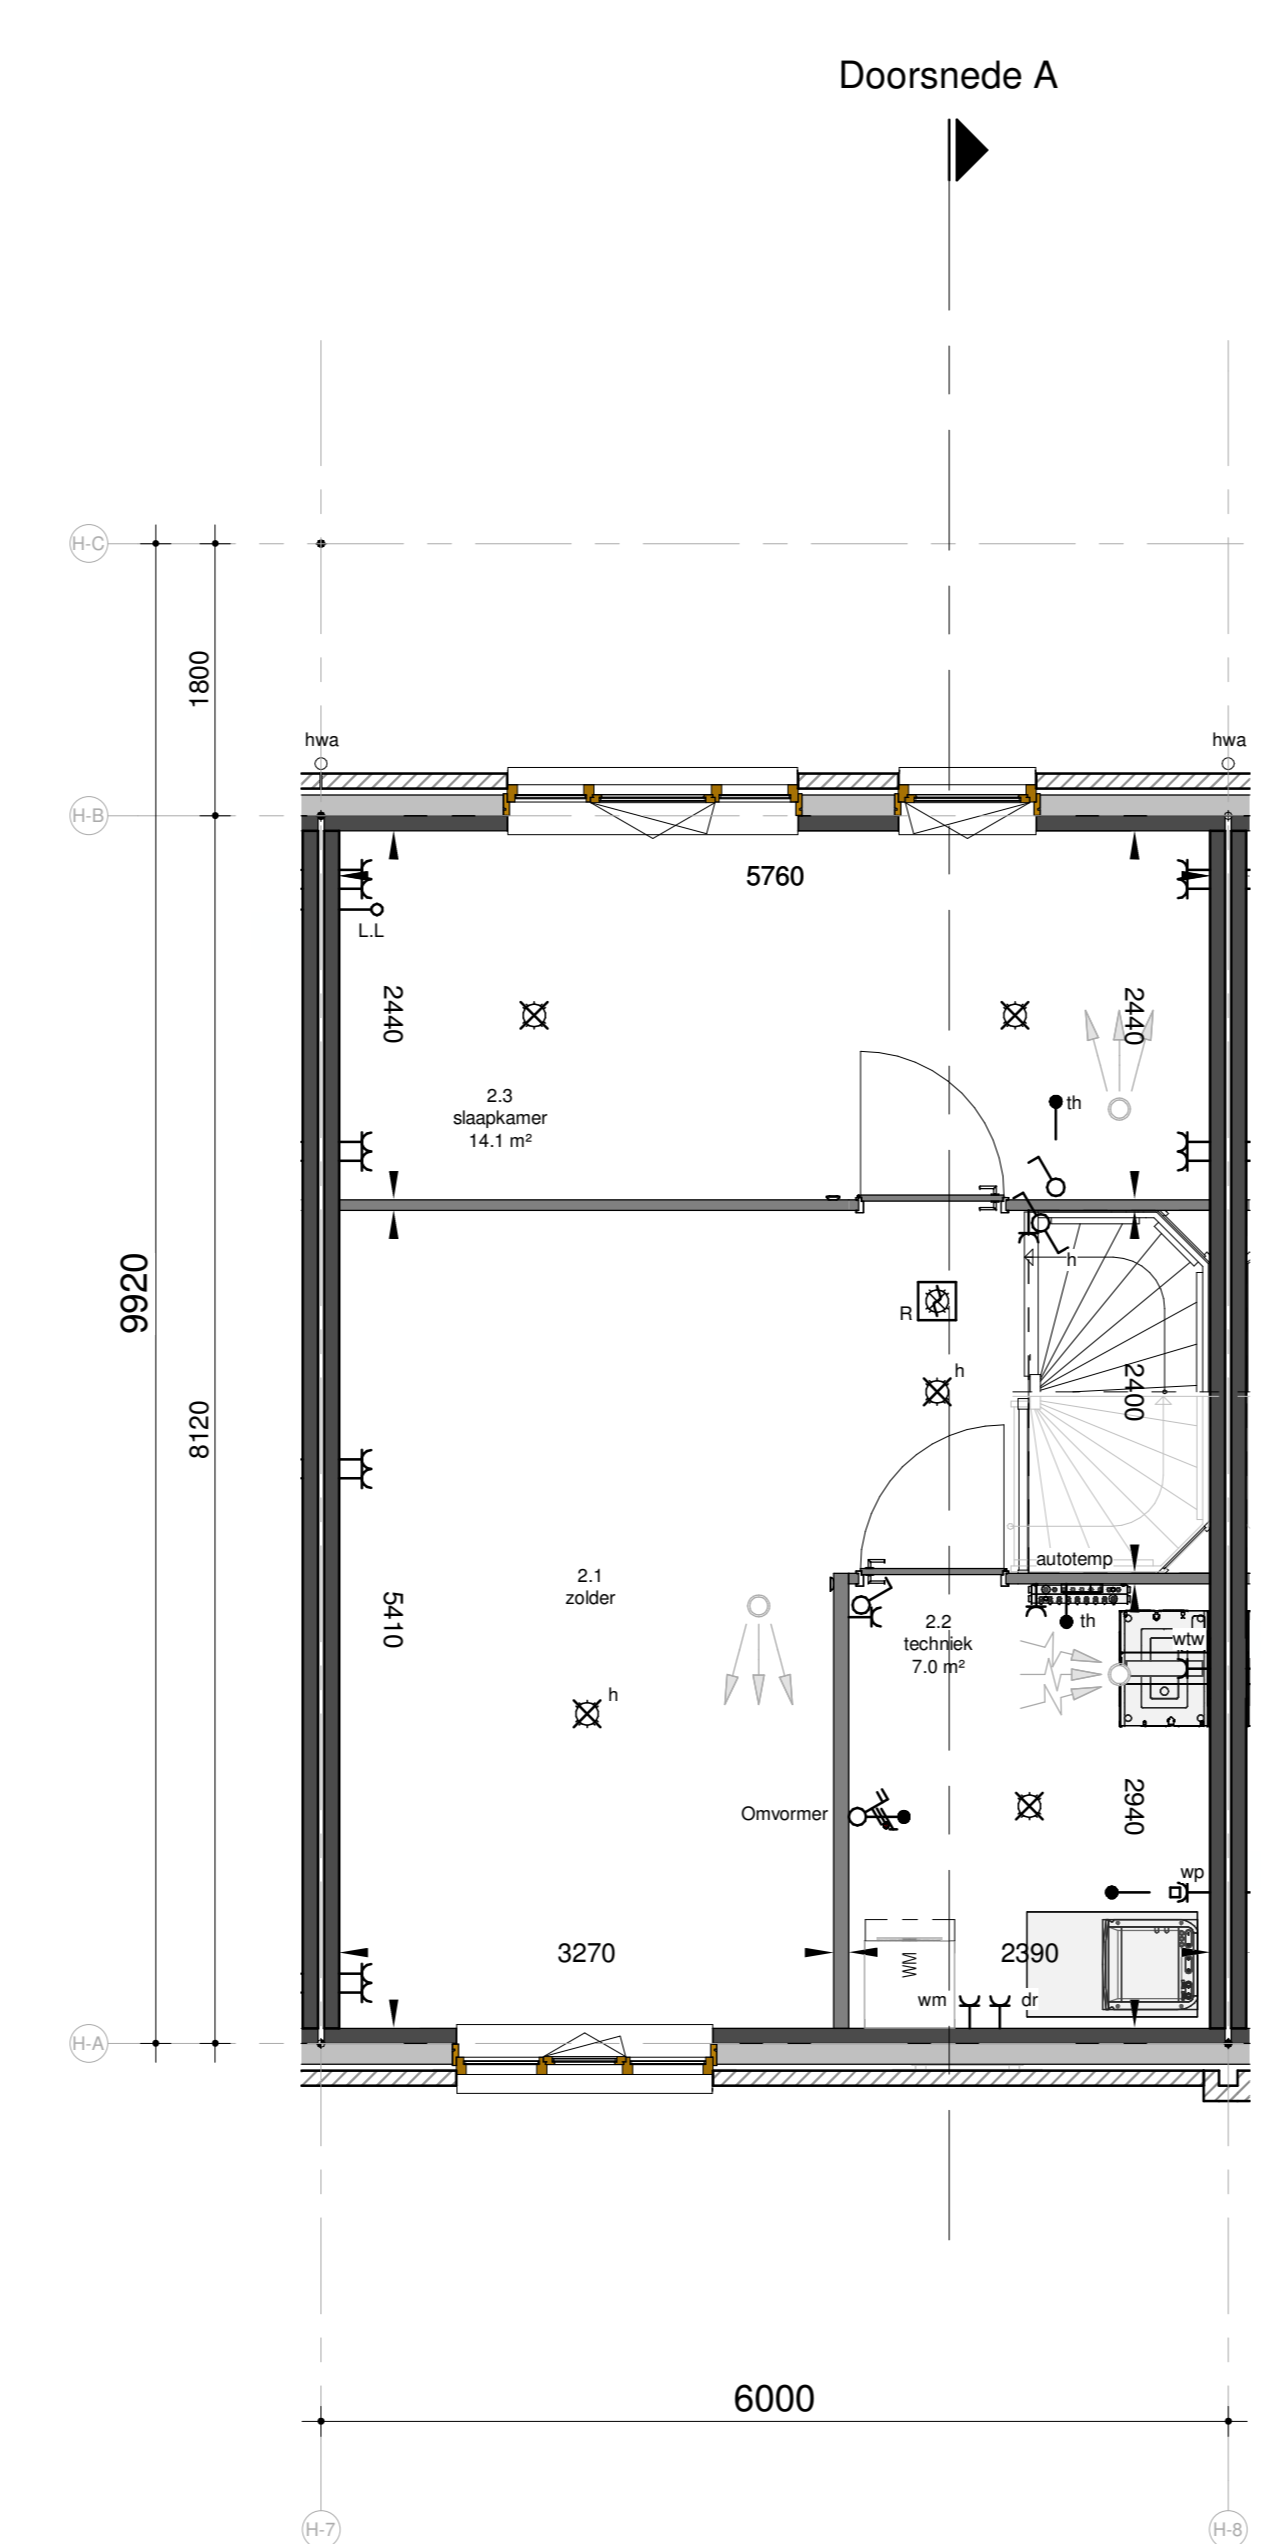 Doorsnede A
H-C
1800
hwa
hwa
H-B
5760
L.L
2440
2440
2.3
slaapkamer
14.1 m²
th
h
9920
R
h
2400
8120
autotemp
2.1
zolder
5410
2.2
techniek
7.0 m²
th
wtw
h
Omvormer
2940
wp
3270
WM
2390
wm
dr
H-A
6000
H-7
H-8